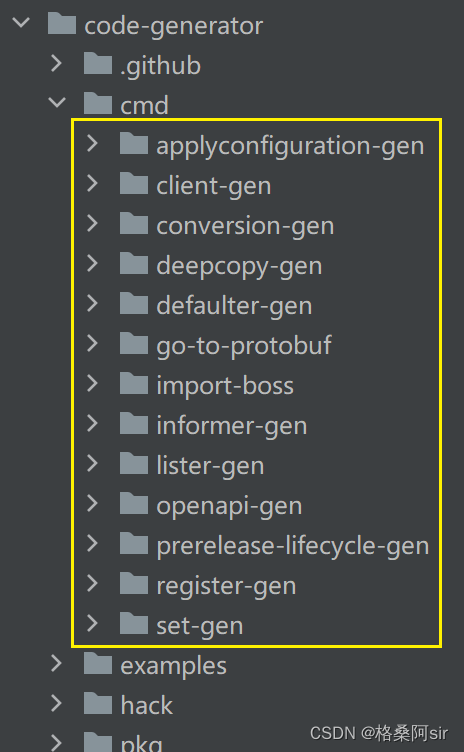 code-generator
.github
cmd
applyconfiguration-gen
client-gen
conversion-gen
deepcopy-gen
defaulter-gen
go-to-protobuf
import-boss
informer-gen
lister-gen
openapi-gen
prerelease-lifecycle-gen
register-gen
set-gen
examples
hack
pkg
CSDN @格桑阿sir